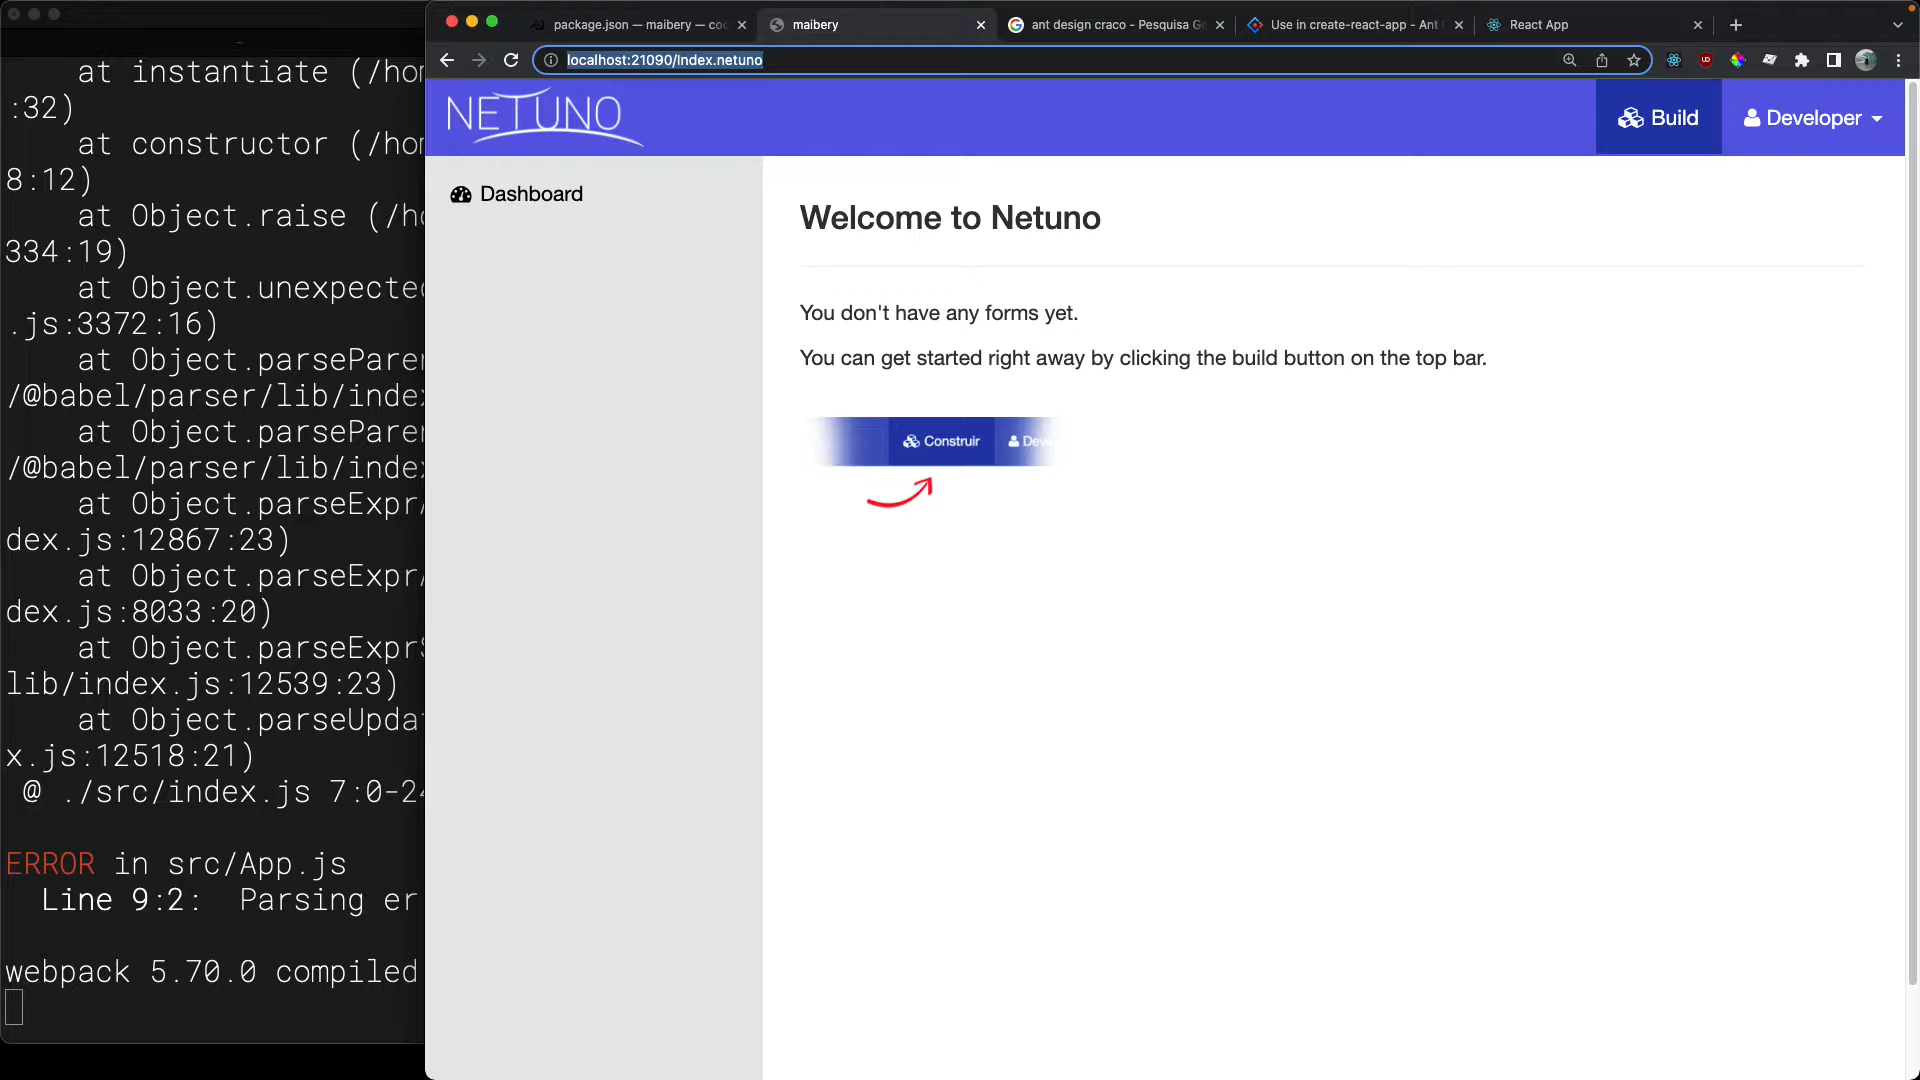 at instantiate (/ho
:32)
at constructor (/ho
8:12)
at Object.raise (/h
334:19)
at Object.unexpected
.js:3372:16)
at Object.parsePare
/@babel/parser/lib/index
at Object.parsePare
/@babel/parser/lib/index
at Object.parseExpr
dex.js:12867:23)
at Object.parseExpr
dex.js:8033:20)
at Object.parseExpr
lib/index.js:12539:23)
at Object.parseUpda
x.js:12518:21)
@ ./src/index.js 7:0-24
ERROR in src/App.js
Line 9:2: Parsing er
webpack 5.70.0 compiled
package.json — maibery — co
maibery
ant design craco - Pesquisa G
Use in create-react-app - Ant
React App
localhost:21090/Index.netuno
NETUNO
Build
Developer
Dashboard
Welcome to Netuno
You don't have any forms yet.
You can get started right away by clicking the build button on the top bar.
Construir
Dev